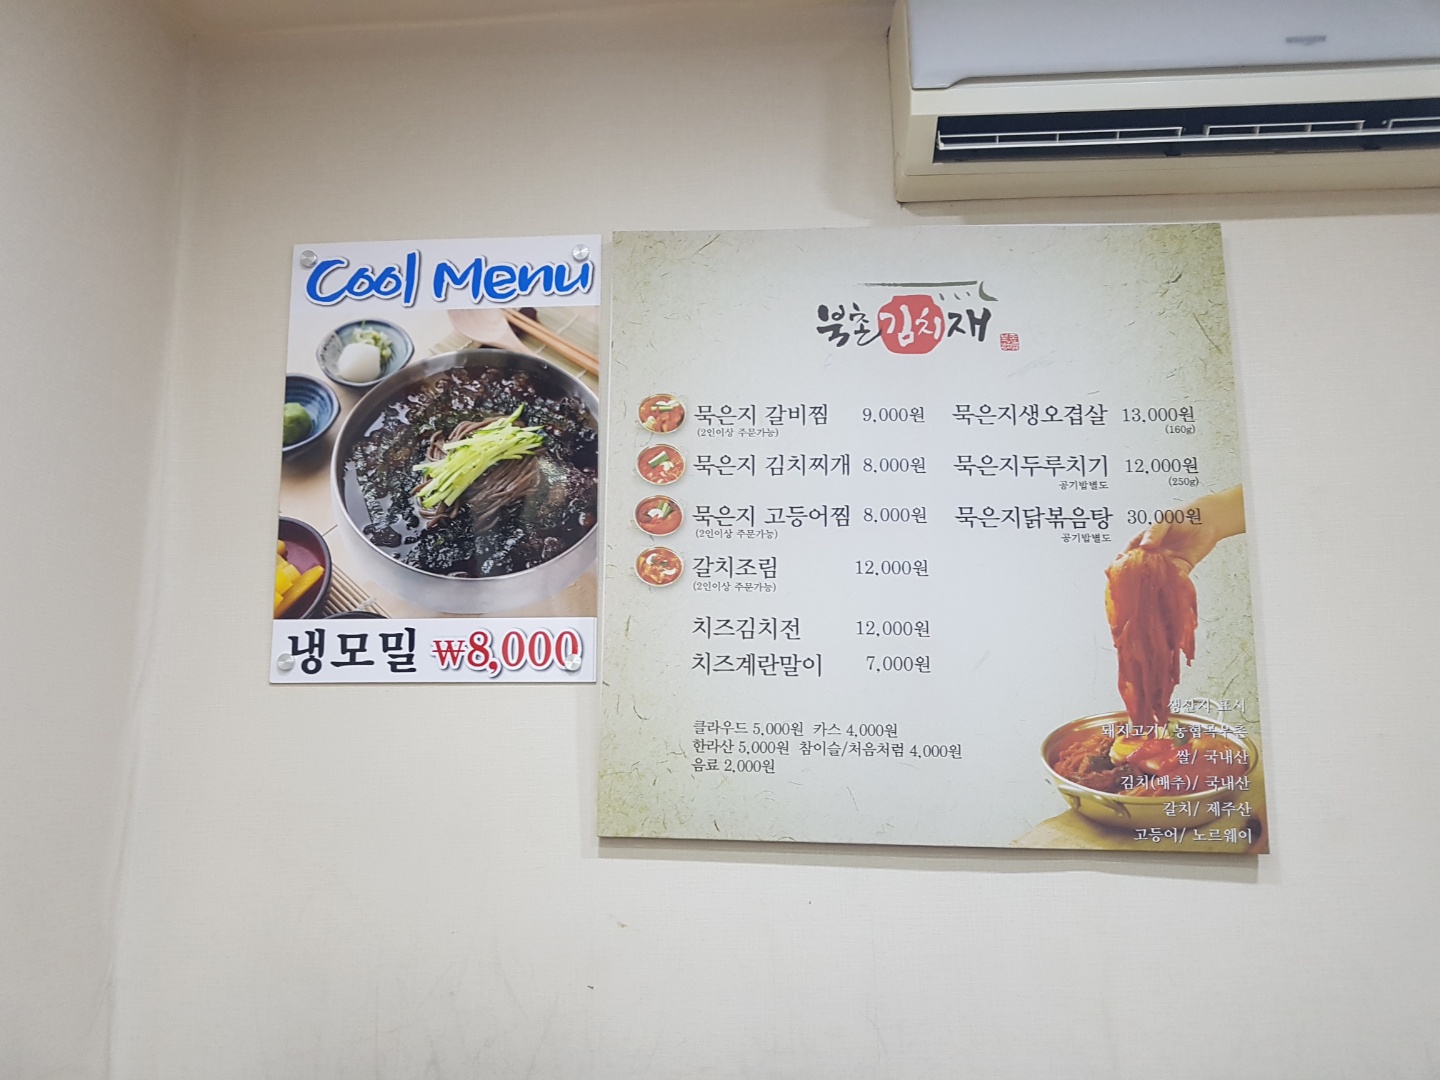 Cool Menu
냉모밀 ₩8,000
북촌김치재
묵은지 갈비찜 9,000원
(2인이상 주문가능)
묵은지 김치찌개 8,000원
묵은지 고등어찜 8,000원
(2인이상 주문가능)
갈치조림 12,000원
(2인이상 주문가능)
치즈김치전 12,000원
치즈계란말이 7,000원
클라우드 5,000원 카스 4,000원
한라산 5,000원 참이슬/처음처럼 4,000원
음료 2,000원
묵은지생오겹살 13,000원
(160g)
묵은지두루치기 12,000원
공기밥별도 (250g)
묵은지닭볶음탕 30,000원
공기밥별도
생산지 표시
돼지고기/ 농협목우촌
쌀/ 국내산
김치(배추)/ 국내산
갈치/ 제주산
고등어/ 노르웨이